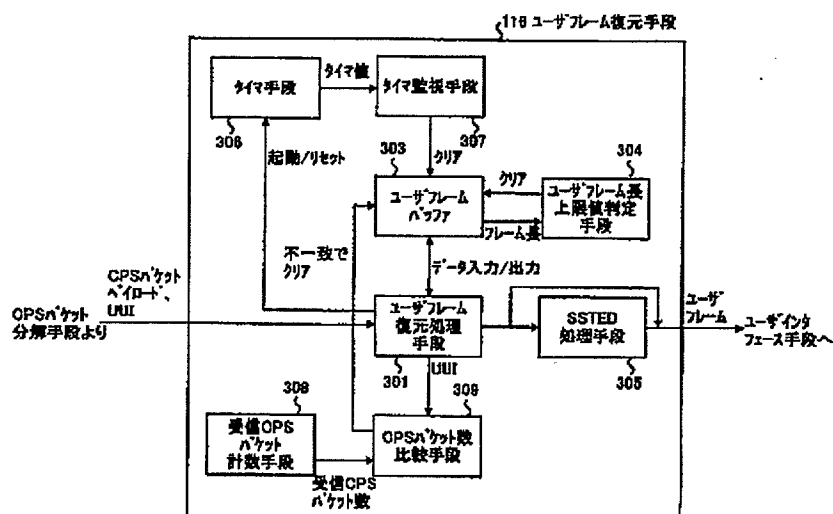 116 ユーザフレーム復元手段
タイマ手段
タイマ値
タイマ監視手段
306
307
起動/リセット
303
クリア
304
ユーザフレーム
バッファ
クリア
ユーザフレーム長
上限値判定
手段
フレーム長
不一致で
クリア
データ入力/出力
CPSパケット
ペイロード、
UUI
CPSパケット
分解手段より
ユーザフレーム
復元処理
手段
301
UUI
SSTED
処理手段
305
ユーザ
フレーム
ユーザインタ
フェース手段へ
308
受信CPS
パケット
計数手段
受信CPS
パケット数
309
CPSパケット数
比較手段